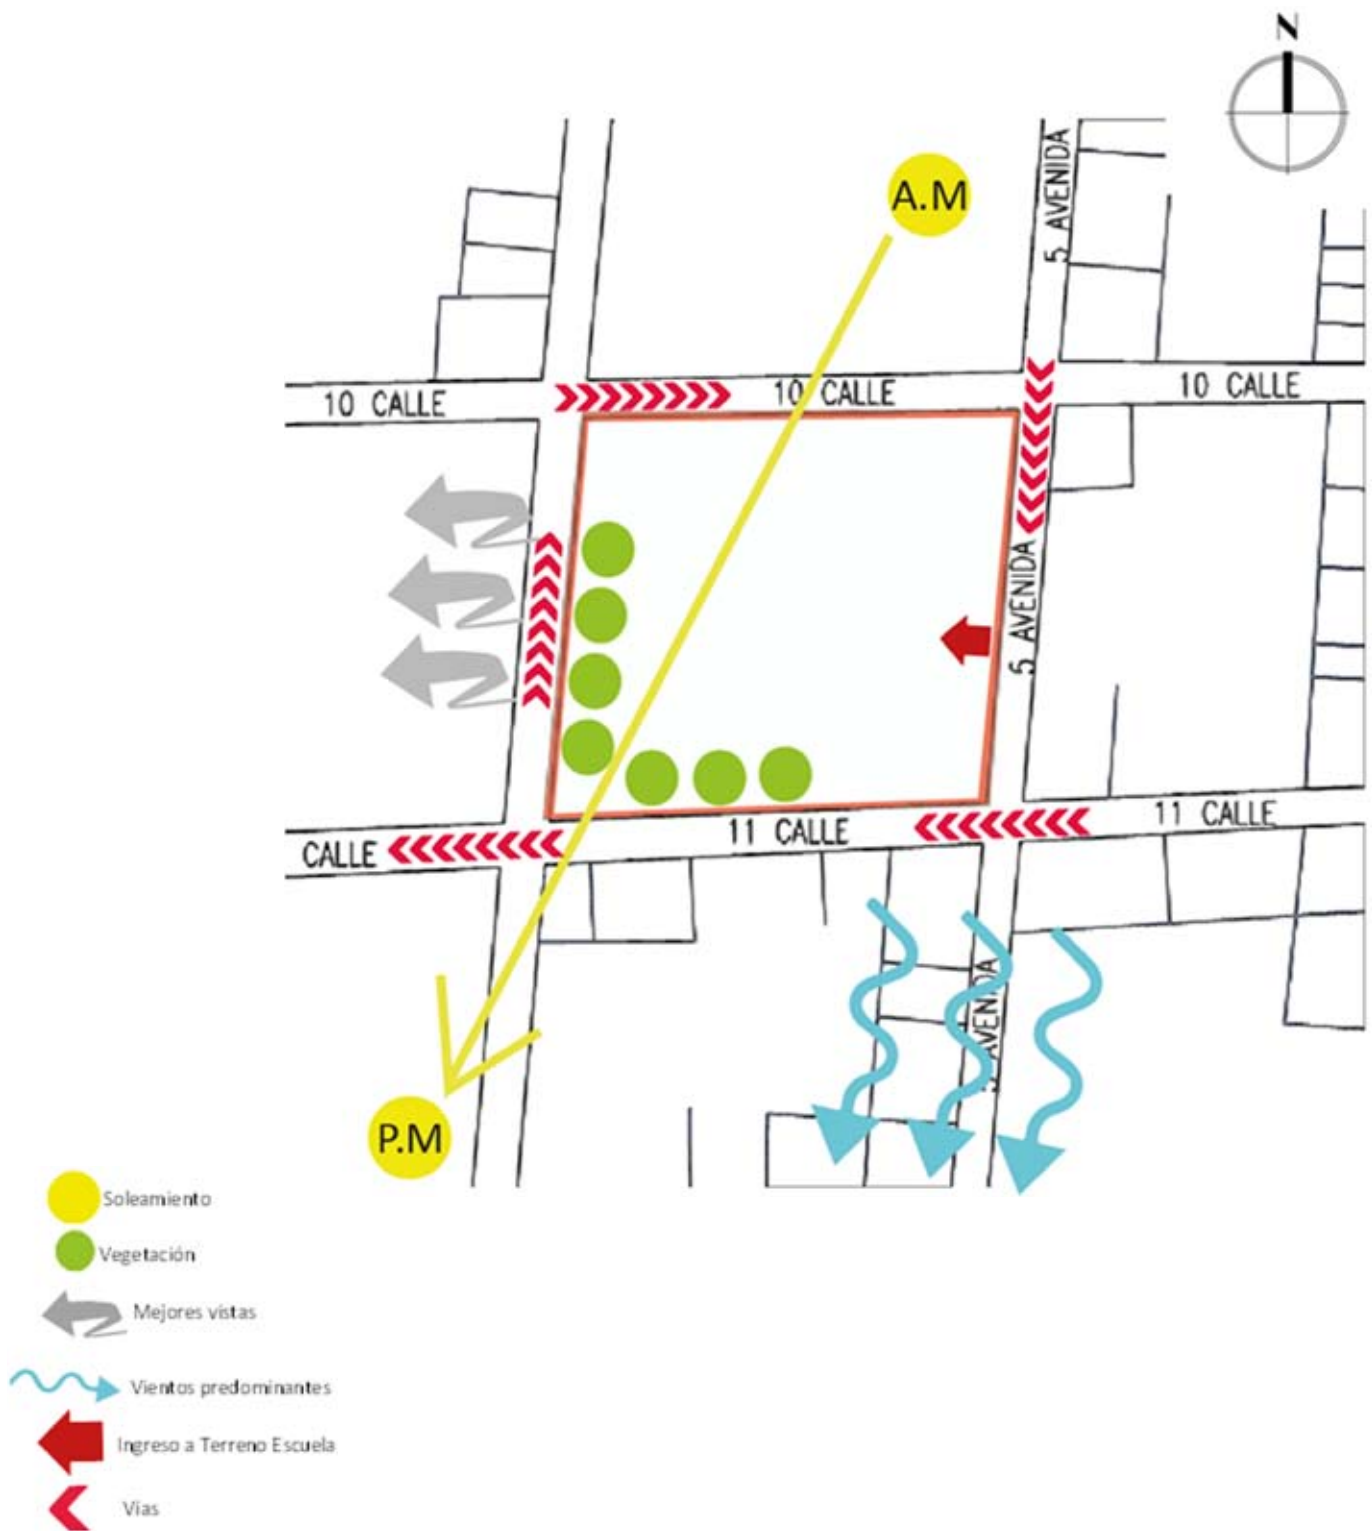 N
A.M
5 AVENIDA
10 CALLE
10 CALLE
10 CALLE
5 AVENIDA
CALLE
11 CALLE
11 CALLE
5 AVENIDA
P.M
Soleamiento
Vegetación
Mejores vistas
Vientos predominantes
Ingreso a Terreno Escuela
Vías